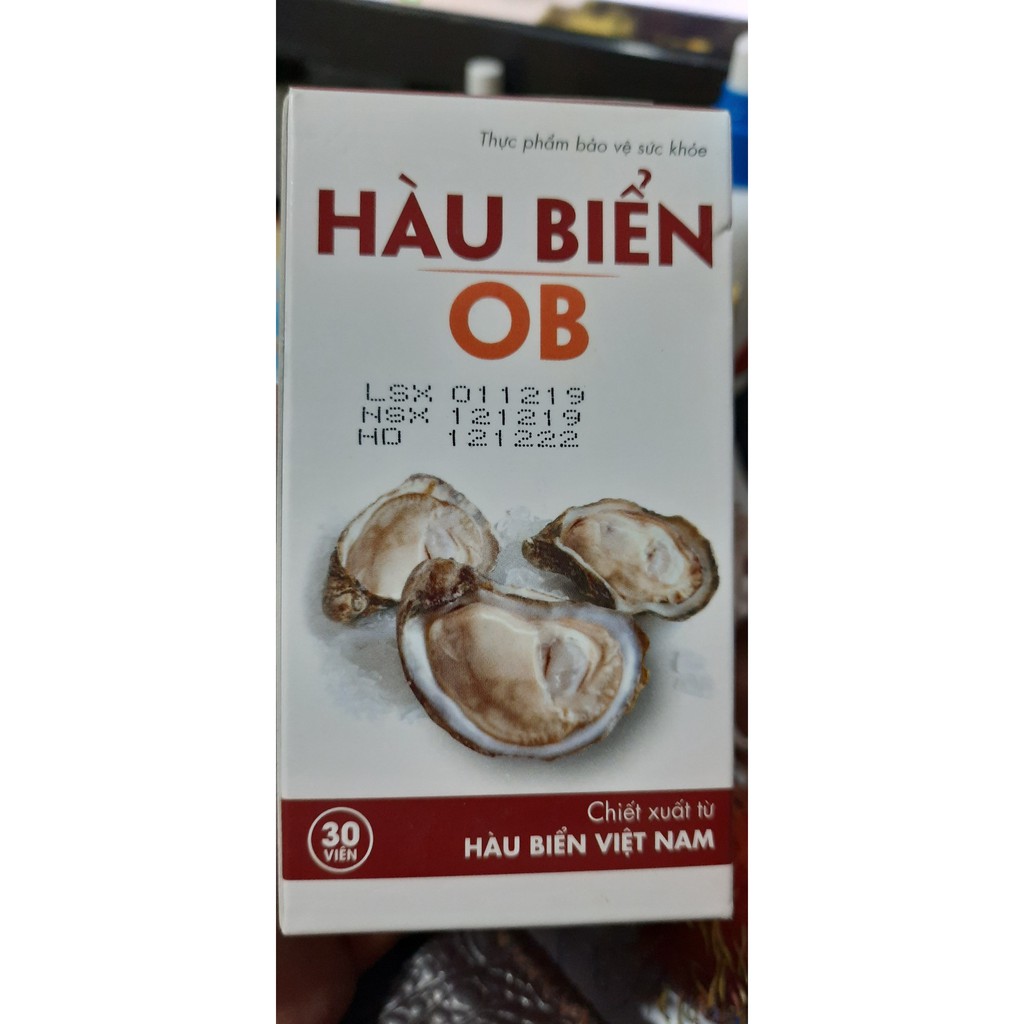 Thực phẩm bảo vệ sức khỏe
HÀU BIỂN
OB
LSX 011219
NSX 121219
HD 121222
30
VIÊN
Chiết xuất từ
HÀU BIỂN VIỆT NAM